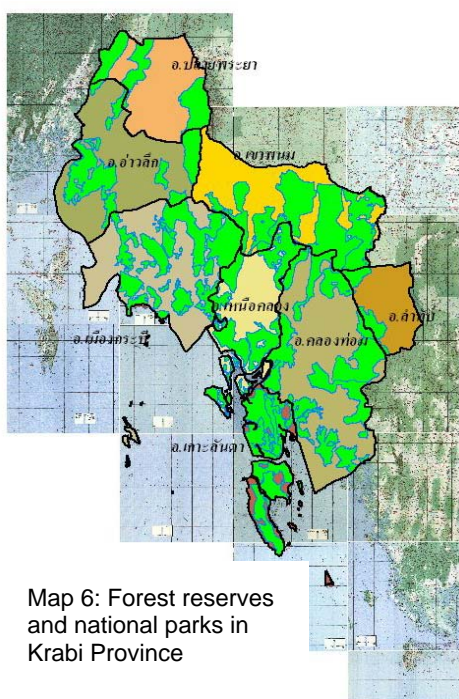 อ.ปลายพระยา
อ.อ่าวลึก
อ.เขาพนม
อ.เหนือคลอง
อ.ลำทับ
อ.เมืองกระบี่
อ.คลองท่อม
อ.เกาะลันตา
Map 6: Forest reserves
and national parks in
Krabi Province